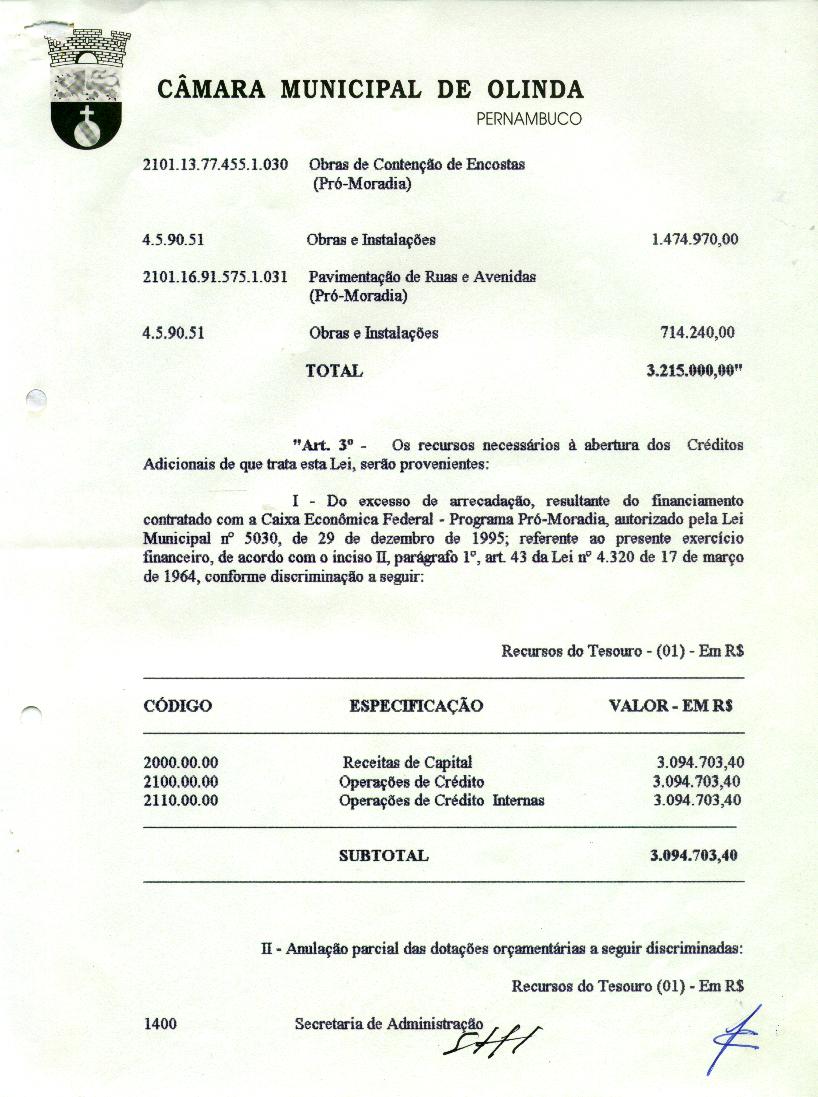 CÂMARA MUNICIPAL DE OLINDA
PERNAMBUCO
2101.13.77.455.1.030 Obras de Contenção de Encostas
(Pró-Moradia)
4.5.90.51 Obras e Instalações 1.474.970,00
2101.16.91.575.1.031 Pavimentação de Ruas e Avenidas
(Pró-Moradia)
4.5.90.51 Obras e Instalações 714.240,00
TOTAL 3.215.000,00"
"Art. 3º - Os recursos necessários à abertura dos Créditos
Adicionais de que trata esta Lei, serão provenientes:
I - Do excesso de arrecadação, resultante do financiamento
contratado com a Caixa Econômica Federal - Programa Pró-Moradia, autorizado pela Lei
Municipal nº 5030, de 29 de dezembro de 1995; referente ao presente exercício
financeiro, de acordo com o inciso II, parágrafo 1º, art. 43 da Lei nº 4.320 de 17 de março
de 1964, conforme discriminação a seguir:
Recursos do Tesouro - (01) - Em R$
CÓDIGO ESPECIFICAÇÃO VALOR - EM R$
2000.00.00 Receitas de Capital 3.094.703,40
2100.00.00 Operações de Crédito 3.094.703,40
2110.00.00 Operações de Crédito Internas 3.094.703,40
SUBTOTAL 3.094.703,40
II - Anulação parcial das dotações orçamentárias a seguir discriminadas:
Recursos do Tesouro (01) - Em R$
1400 Secretaria de Administração